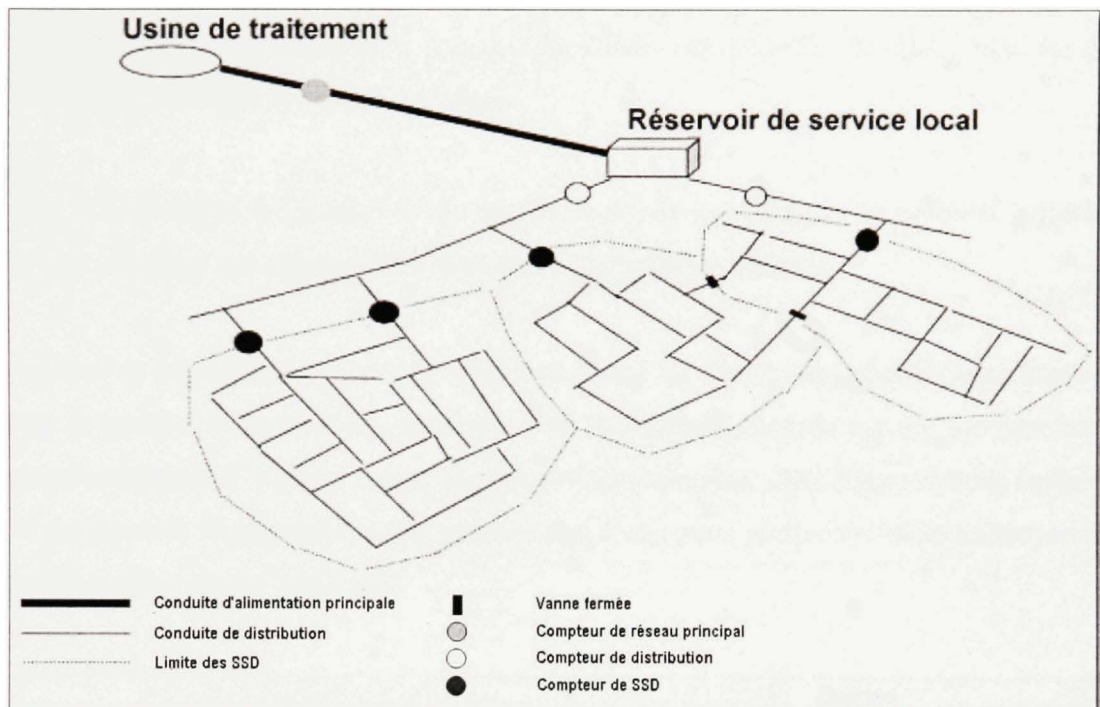 Usine de traitement
Réservoir de service local
Conduite d'alimentation principale
Conduite de distribution
Limite des SSD
Vanne fermée
Compteur de réseau principal
Compteur de distribution
Compteur de SSD